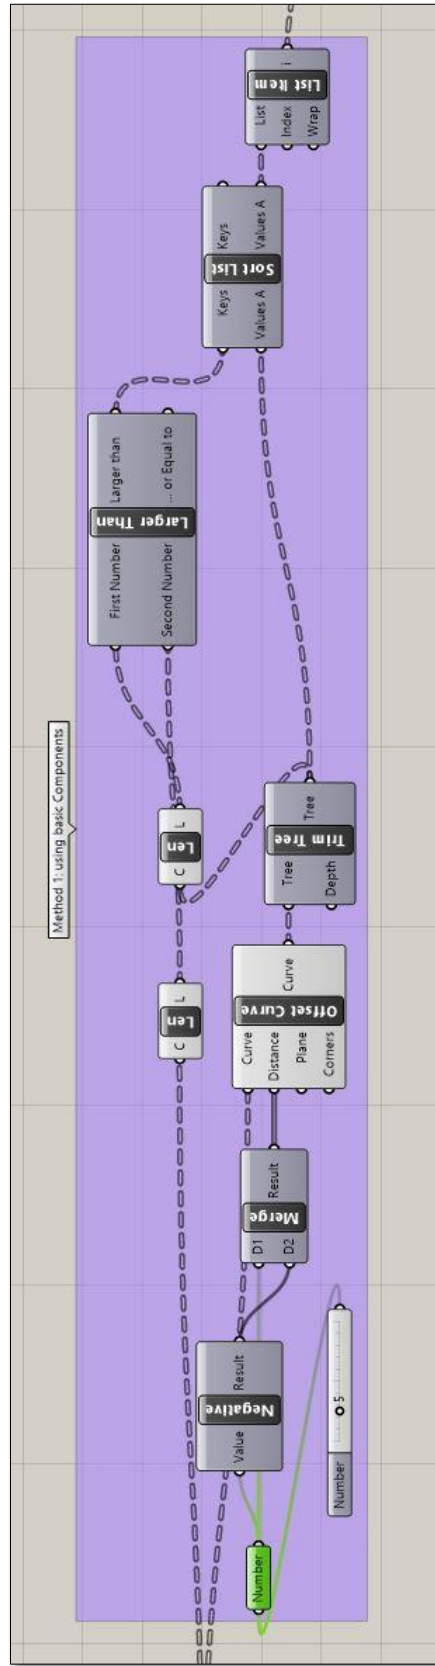 Method 1: using basic Components
Number
Number
5
Value
Negative
Result
D1
D2
Merge
Result
Curve
Distance
Plane
Corners
Offset Curve
Curve
Tree
Depth
Trim Tree
Tree
C
Len
L
C
Len
L
First Number
Second Number
Larger Than
Larger than
... or Equal to
Keys
Values A
Sort List
Keys
Values A
List
Index
Wrap
List Item
i